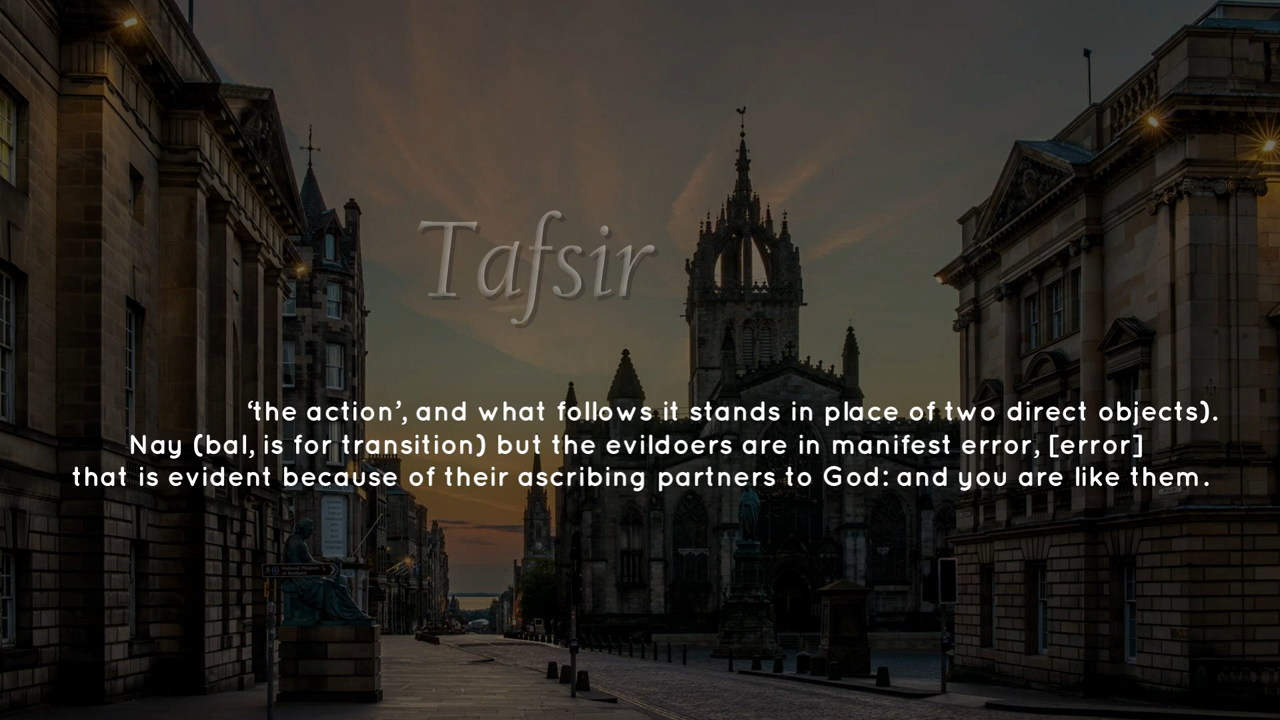 Tafsir
‘the action’, and what follows it stands in place of two direct objects).
Nay (bal, is for transition) but the evildoers are in manifest error, [error]
that is evident because of their ascribing partners to God: and you are like them.